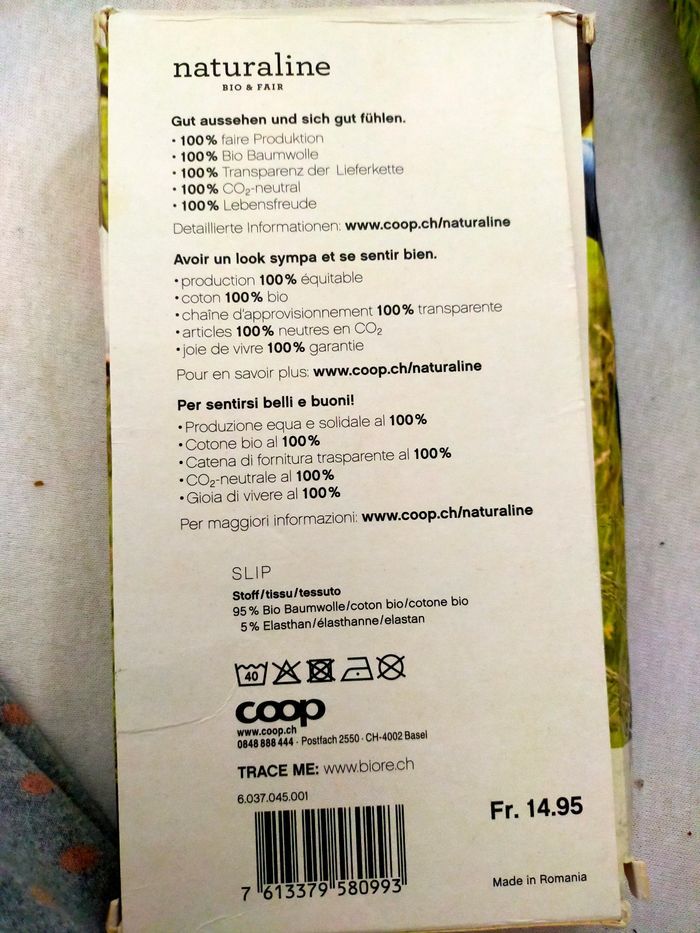 naturaline
BIO & FAIR
Gut aussehen und sich gut fühlen.
• 100% faire Produktion
• 100% Bio Baumwolle
• 100% Transparenz der Lieferkette
• 100% CO₂-neutral
• 100% Lebensfreude
Detaillierte Informationen: www.coop.ch/naturaline
Avoir un look sympa et se sentir bien.
• production 100% équitable
• coton 100% bio
• chaîne d'approvisionnement 100% transparente
• articles 100% neutres en CO₂
• joie de vivre 100% garantie
Pour en savoir plus: www.coop.ch/naturaline
Per sentirsi belli e buoni!
• Produzione equa e solidale al 100%
• Cotone bio al 100%
• Catena di fornitura trasparente al 100%
• CO₂-neutrale al 100%
• Gioia di vivere al 100%
Per maggiori informazioni: www.coop.ch/naturaline
SLIP
Stoff/tissu/tessuto
95% Bio Baumwolle/coton bio/cotone bio
5% Elasthan/élasthanne/elastan
40
coop
www.coop.ch
0848 888 444 · Postfach 2550 · CH-4002 Basel
TRACE ME: www.biore.ch
6.037.045.001
Fr. 14.95
7 613379 580993
Made in Romania